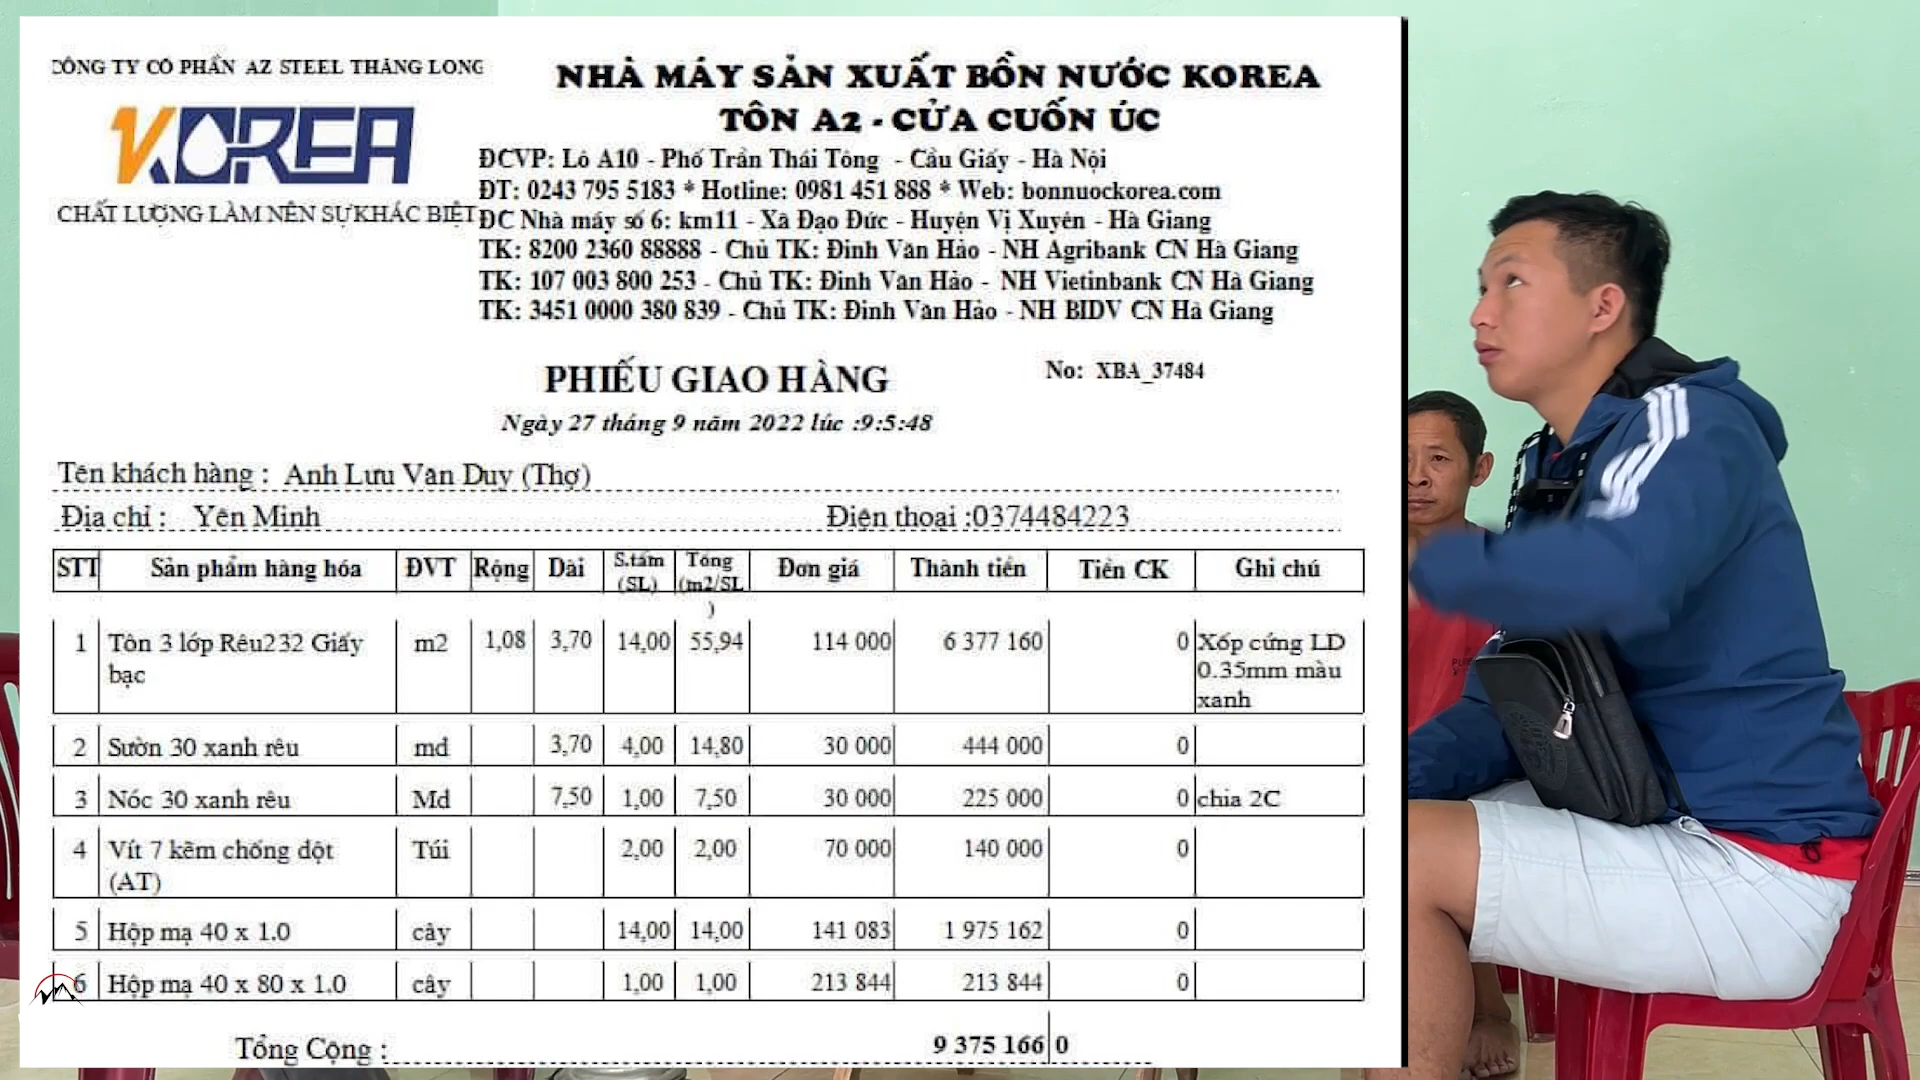 CÔNG TY CÔ PHẦN AZ STEEL THĂNG LONG
KOREA
CHẤT LƯỢNG LÀM NÊN SỰ KHÁC BIỆT
NHÀ MÁY SẢN XUẤT BỒN NƯỚC KOREA
TÔN A2 - CỬA CUỐN ÚC
ĐCVP: Lô A10 - Phố Trần Thái Tông - Cầu Giấy - Hà Nội
ĐT: 0243 795 5183 * Hotline: 0981 451 888 * Web: bonnuockorea.com
ĐC Nhà máy số 6: km11 - Xã Đạo Đức - Huyện Vị Xuyên - Hà Giang
TK: 8200 2360 88888 - Chủ TK: Đinh Văn Hảo - NH Agribank CN Hà Giang
TK: 107 003 800 253 - Chủ TK: Đinh Văn Hảo - NH Vietinbank CN Hà Giang
TK: 3451 0000 380 839 - Chủ TK: Đinh Văn Hảo - NH BIDV CN Hà Giang
PHIẾU GIAO HÀNG
No: XBA_37484
Ngày 27 tháng 9 năm 2022 lúc :9:5:48
Tên khách hàng : Anh Lưu Văn Duy (Thợ)
Địa chỉ : Yên Minh Điện thoại :0374484223
STT Sản phẩm hàng hóa ĐVT Rộng Dài S.tấm (SL) Tổng (m2/SL) Đơn giá Thành tiền Tiền CK Ghi chú
1 Tôn 3 lớp Rêu232 Giấy bạc m2 1,08 3,70 14,00 55,94 114 000 6 377 160 0 Xốp cứng LD 0.35mm màu xanh
2 Sườn 30 xanh rêu md 3,70 4,00 14,80 30 000 444 000 0
3 Nóc 30 xanh rêu Md 7,50 1,00 7,50 30 000 225 000 0 chia 2C
4 Vít 7 kẽm chống dột (AT) Túi 2,00 2,00 70 000 140 000 0
5 Hộp mạ 40 x 1.0 cây 14,00 14,00 141 083 1 975 162 0
6 Hộp mạ 40 x 80 x 1.0 cây 1,00 1,00 213 844 213 844 0
Tổng Cộng : 9 375 166 0